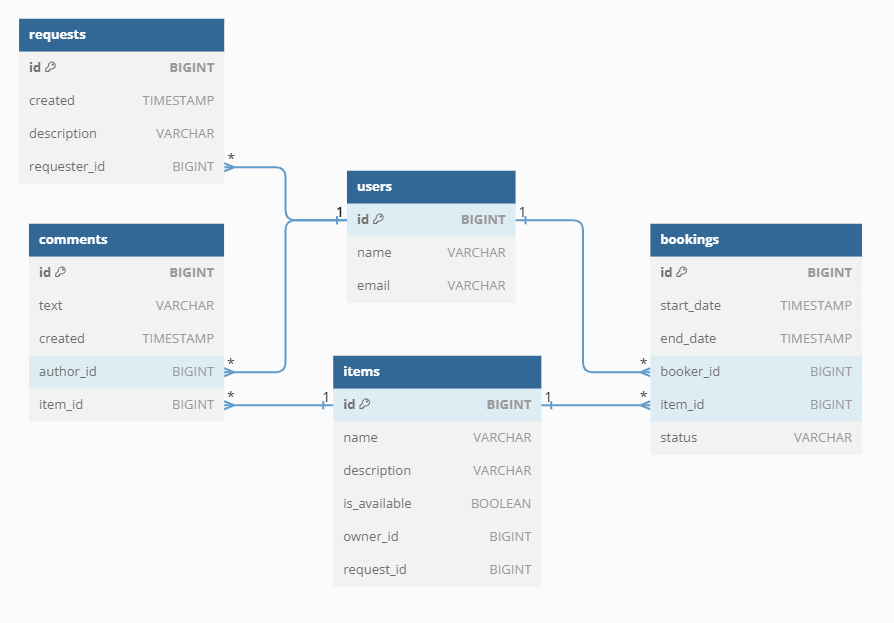 requests
id BIGINT
created TIMESTAMP
description VARCHAR
requester_id BIGINT
*
users
1 id BIGINT 1
name VARCHAR
email VARCHAR
comments
id BIGINT
text VARCHAR
created TIMESTAMP
author_id BIGINT *
item_id BIGINT *
items
1 id BIGINT 1
name VARCHAR
description VARCHAR
is_available BOOLEAN
owner_id BIGINT
request_id BIGINT
bookings
id BIGINT
start_date TIMESTAMP
end_date TIMESTAMP
* booker_id BIGINT
* item_id BIGINT
status VARCHAR